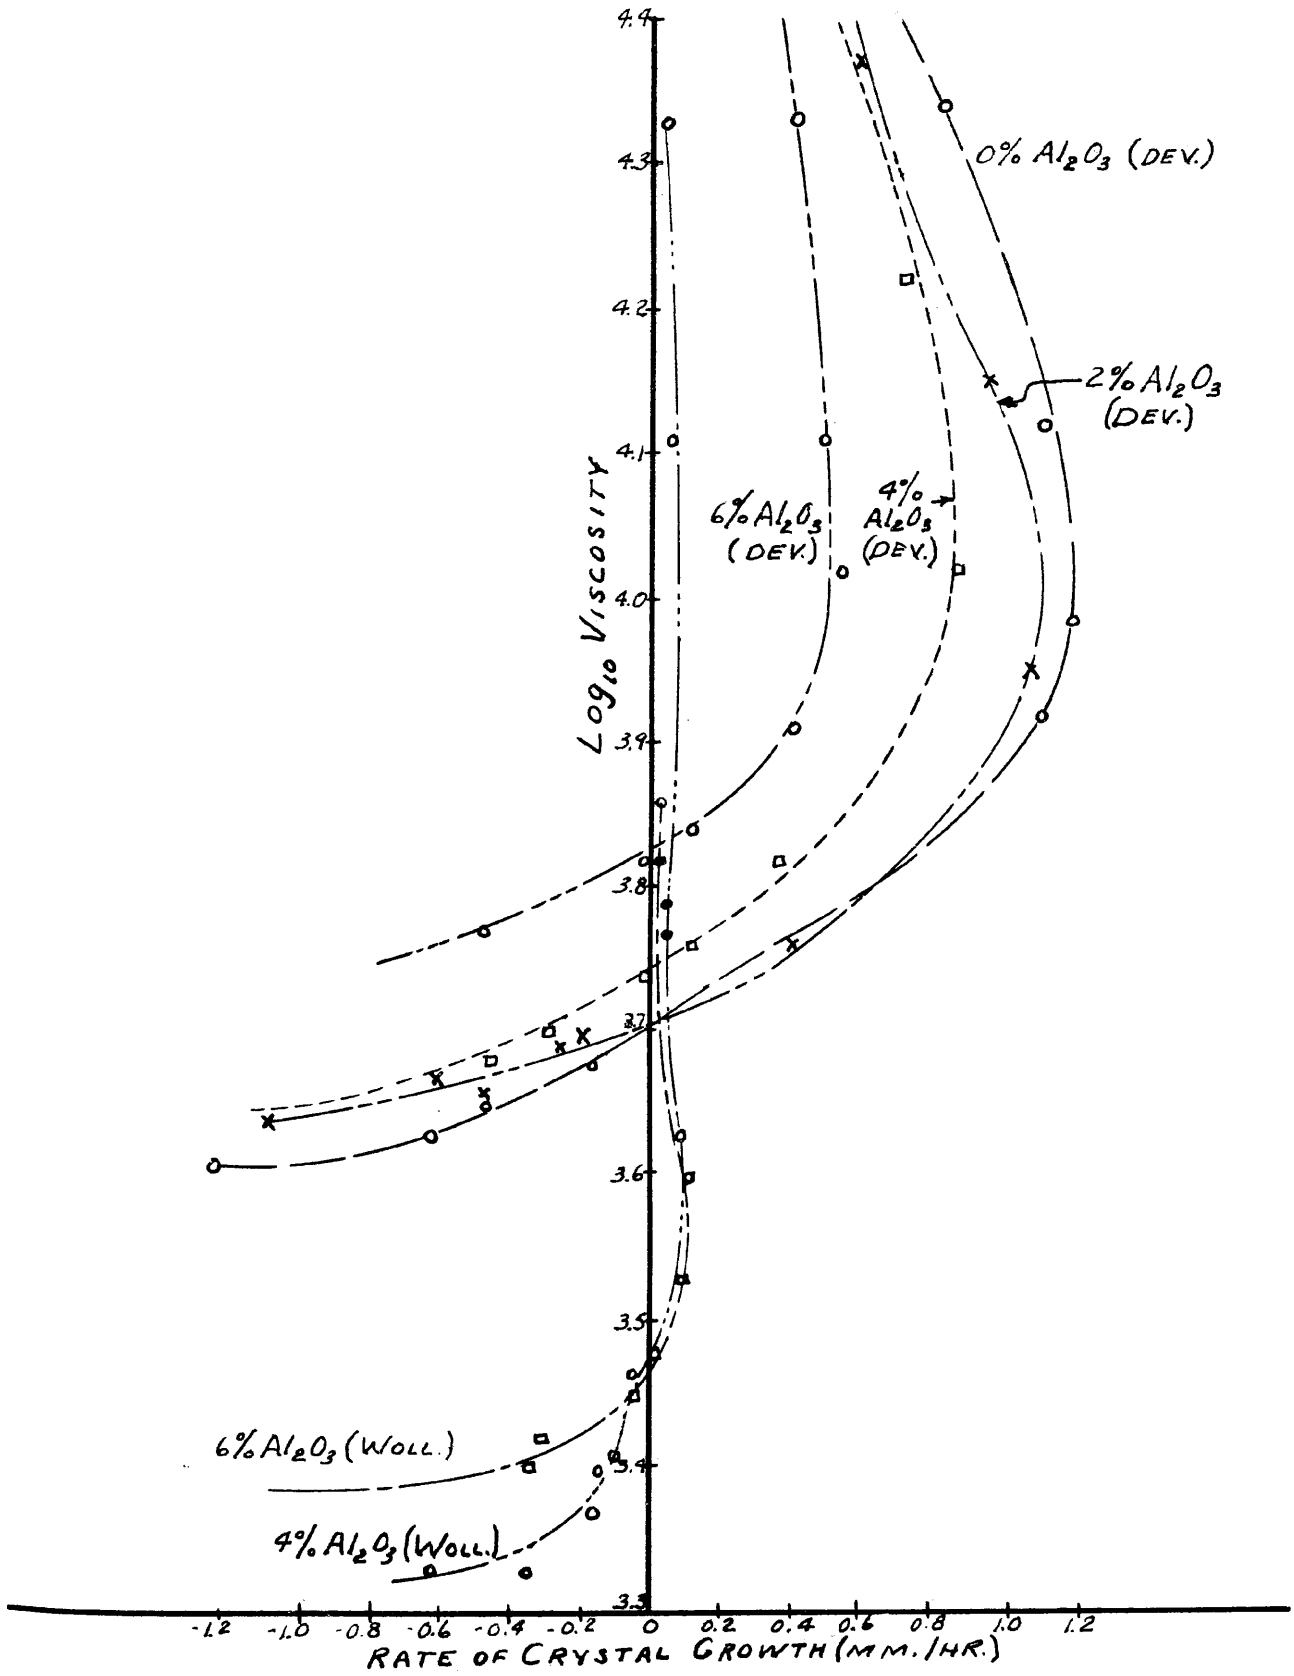 4.4
0% Al2O3 (DEV.)
4.3
4.2
2% Al2O3
(DEV.)
4.1
6% Al2O3
(DEV.)
4%
Al2O3
(DEV.)
LOG10 VISCOSITY
4.0
3.9
3.8
3.7
3.6
3.5
6% Al2O3 (WOLL.)
3.4
4% Al2O3 (WOLL.)
3.3
-1.2 -1.0 -0.8 -0.6 -0.4 -0.2 0 0.2 0.4 0.6 0.8 1.0 1.2
RATE OF CRYSTAL GROWTH (MM./HR.)